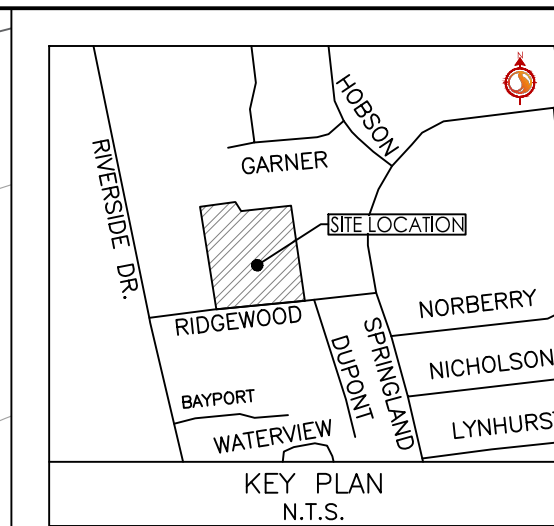 N
HOBSON
GARNER
RIVERSIDE DR.
SITE LOCATION
NORBERRY
RIDGEWOOD
SPRINGLAND
DUPONT
NICHOLSON
BAYPORT
LYNHURST
WATERVIEW
KEY PLAN
N.T.S.